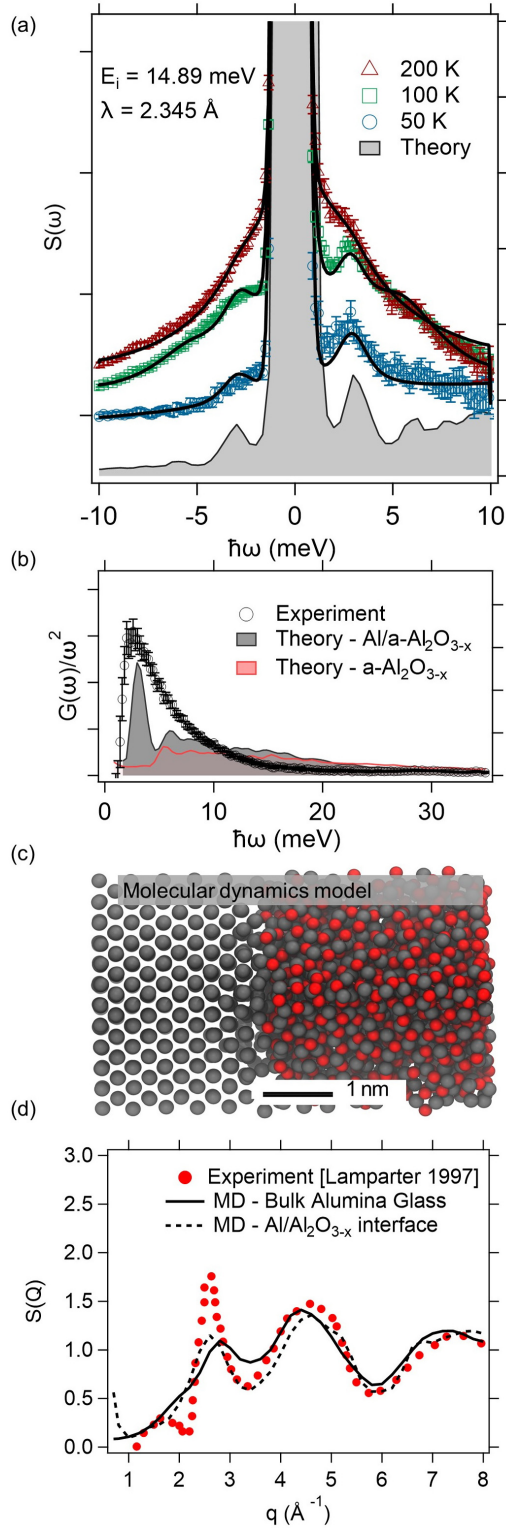 (a)
E_i = 14.89 meV
λ = 2.345 Å
200 K
100 K
50 K
Theory
S(ω)
-10 -5 0 5 10
ħω (meV)
(b)
Experiment
Theory - Al/a-Al₂O₃₋ₓ
Theory - a-Al₂O₃₋ₓ
G(ω)/ω²
0 10 20 30
ħω (meV)
(c)
Molecular dynamics model
1 nm
(d)
3.0
2.5
2.0
1.5
1.0
0.5
0.0
S(Q)
Experiment [Lamparter 1997]
MD - Bulk Alumina Glass
MD - Al/Al₂O₃₋ₓ interface
1 2 3 4 5 6 7 8
q (Å ⁻¹)